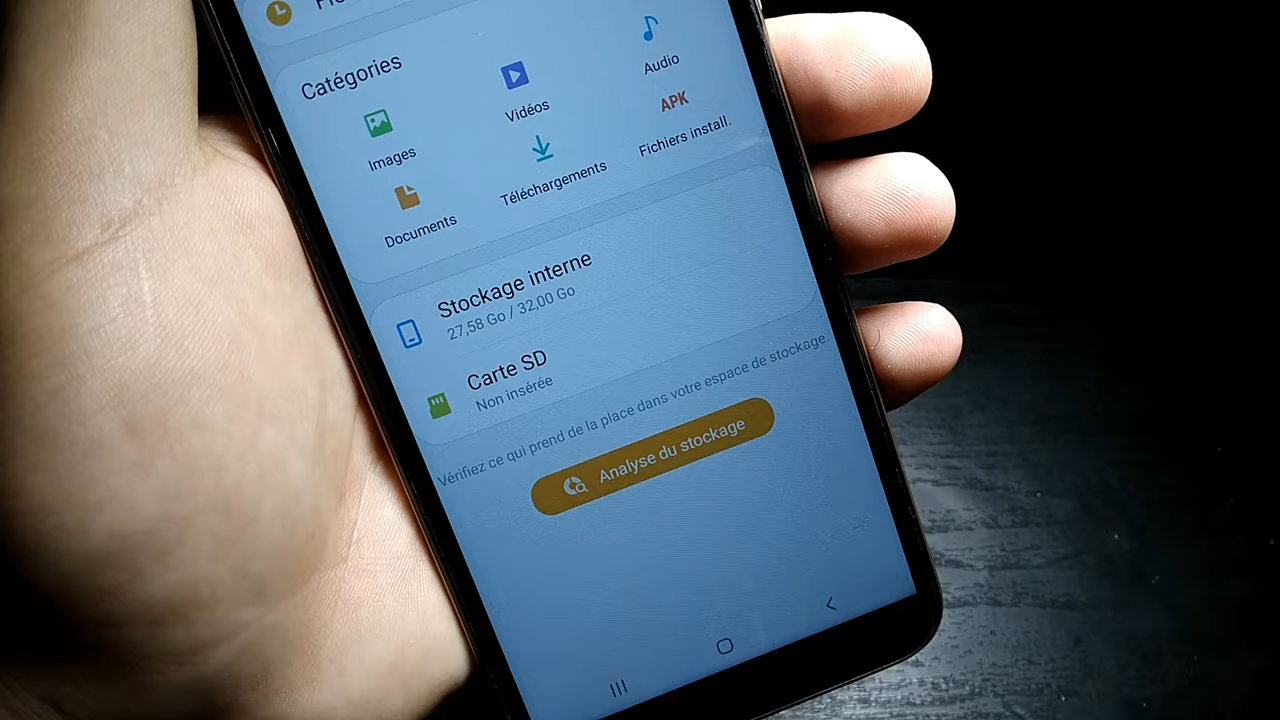 Catégories
Images
Vidéos
Audio
Documents
Téléchargements
APK
Fichiers install.
Stockage interne
27,58 Go / 32,00 Go
Carte SD
Non insérée
Vérifiez ce qui prend de la place dans votre espace de stockage.
Analyse du stockage